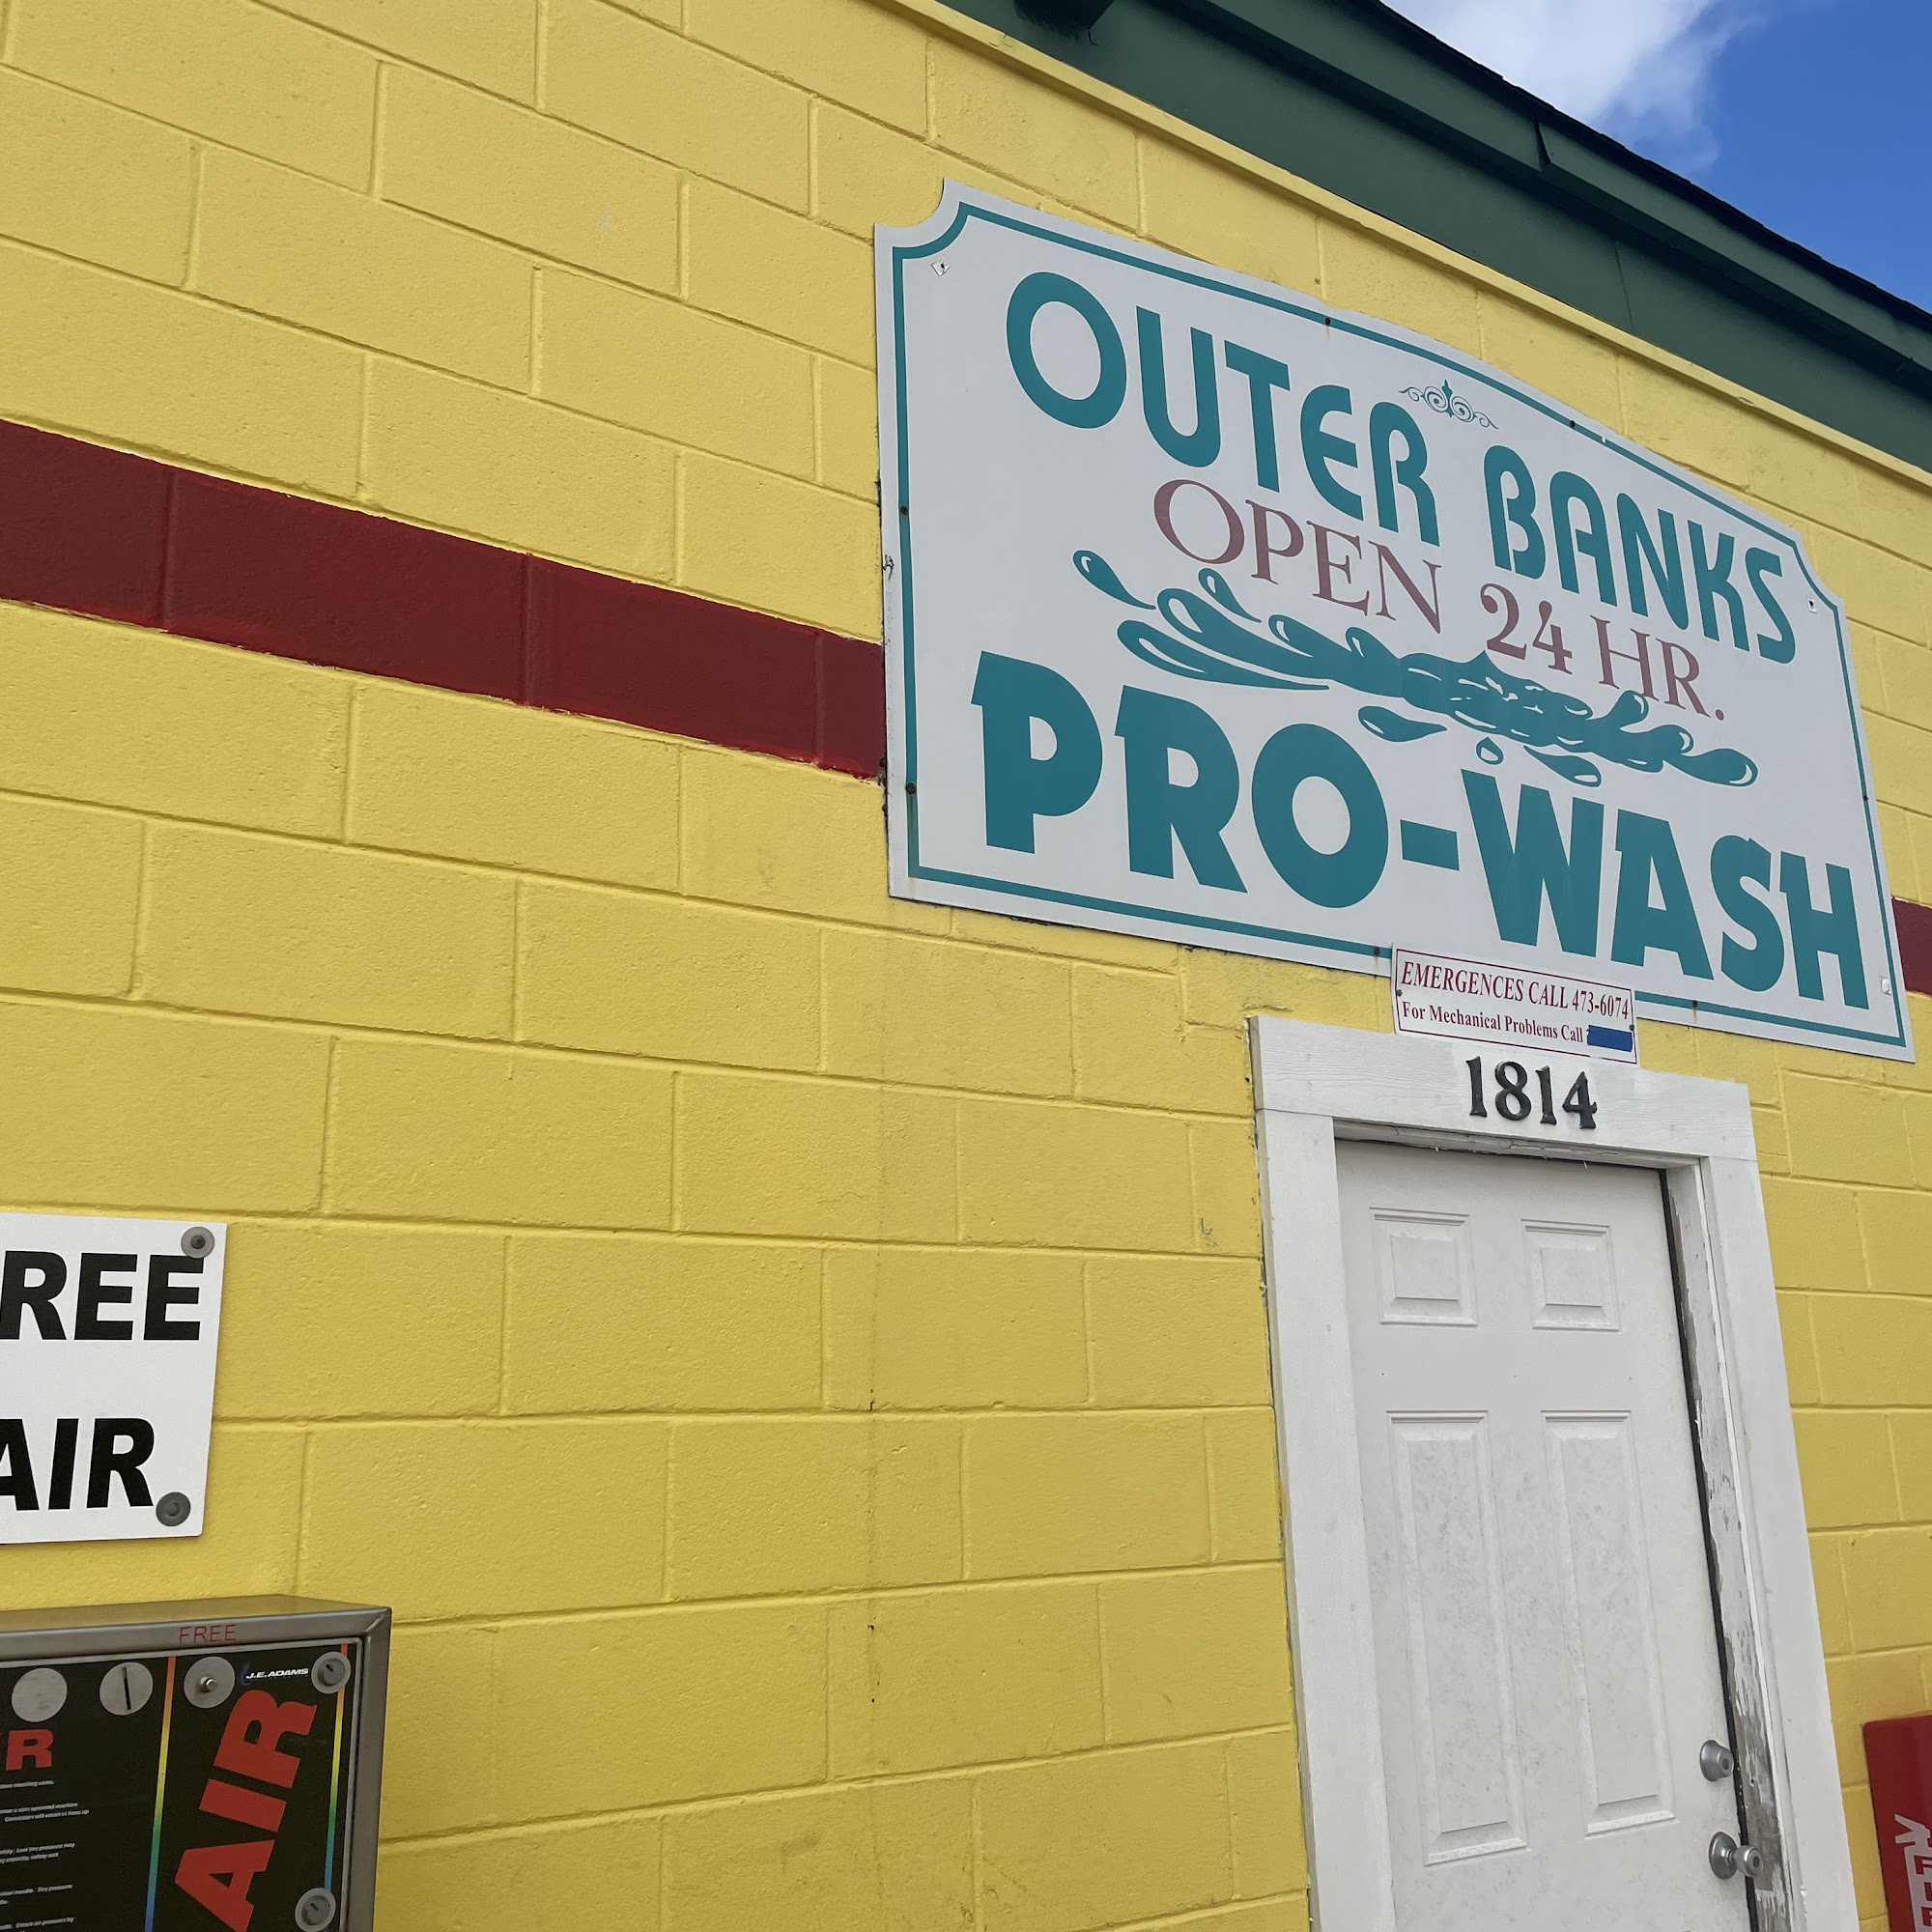 OUTER BANKS
OPEN 24 HR.
PRO-WASH
EMERGENCES CALL 473-6074
For Mechanical Problems Call
1814
REE
AIR.
FREE
J.E. ADAMS
AIR
R